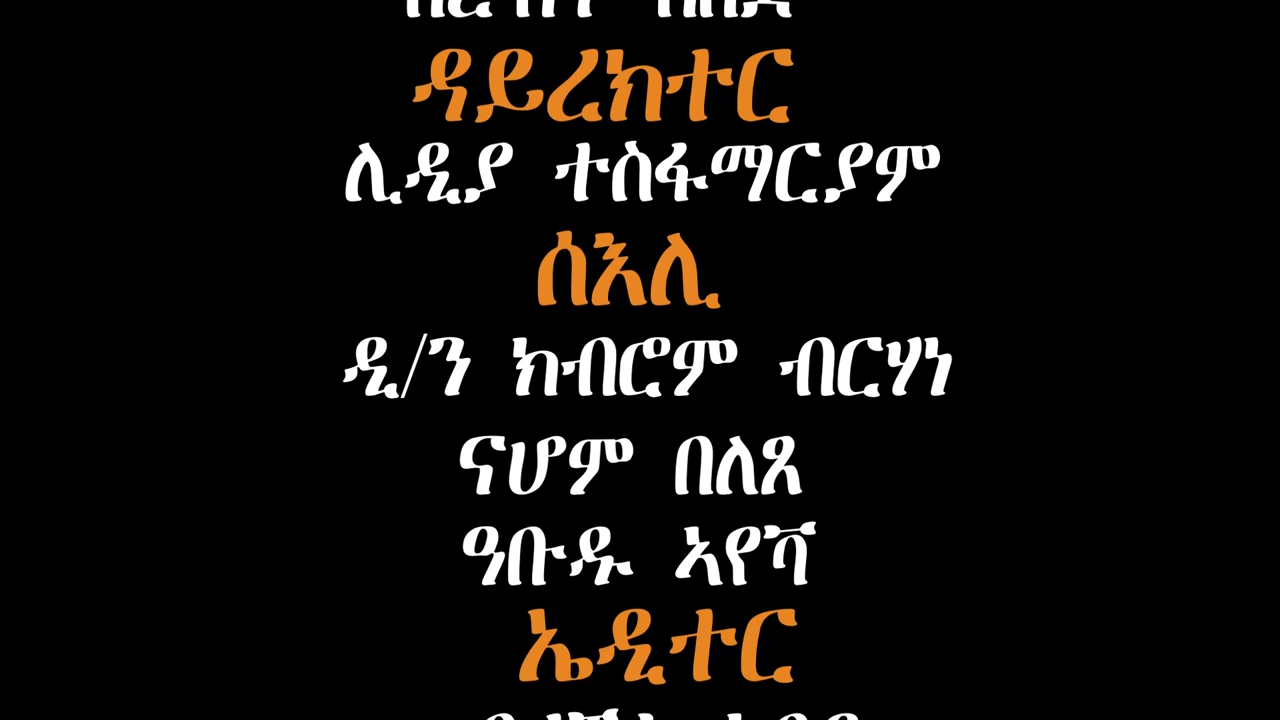 ዳይረክተር
ሊዲያ ተስፋማርያም
ሰእሊ
ዲ/ን ክብሮም ብርሃነ
ናሆም በለጸ
ዓቡዱ ኣየሻ
ኤዲተር